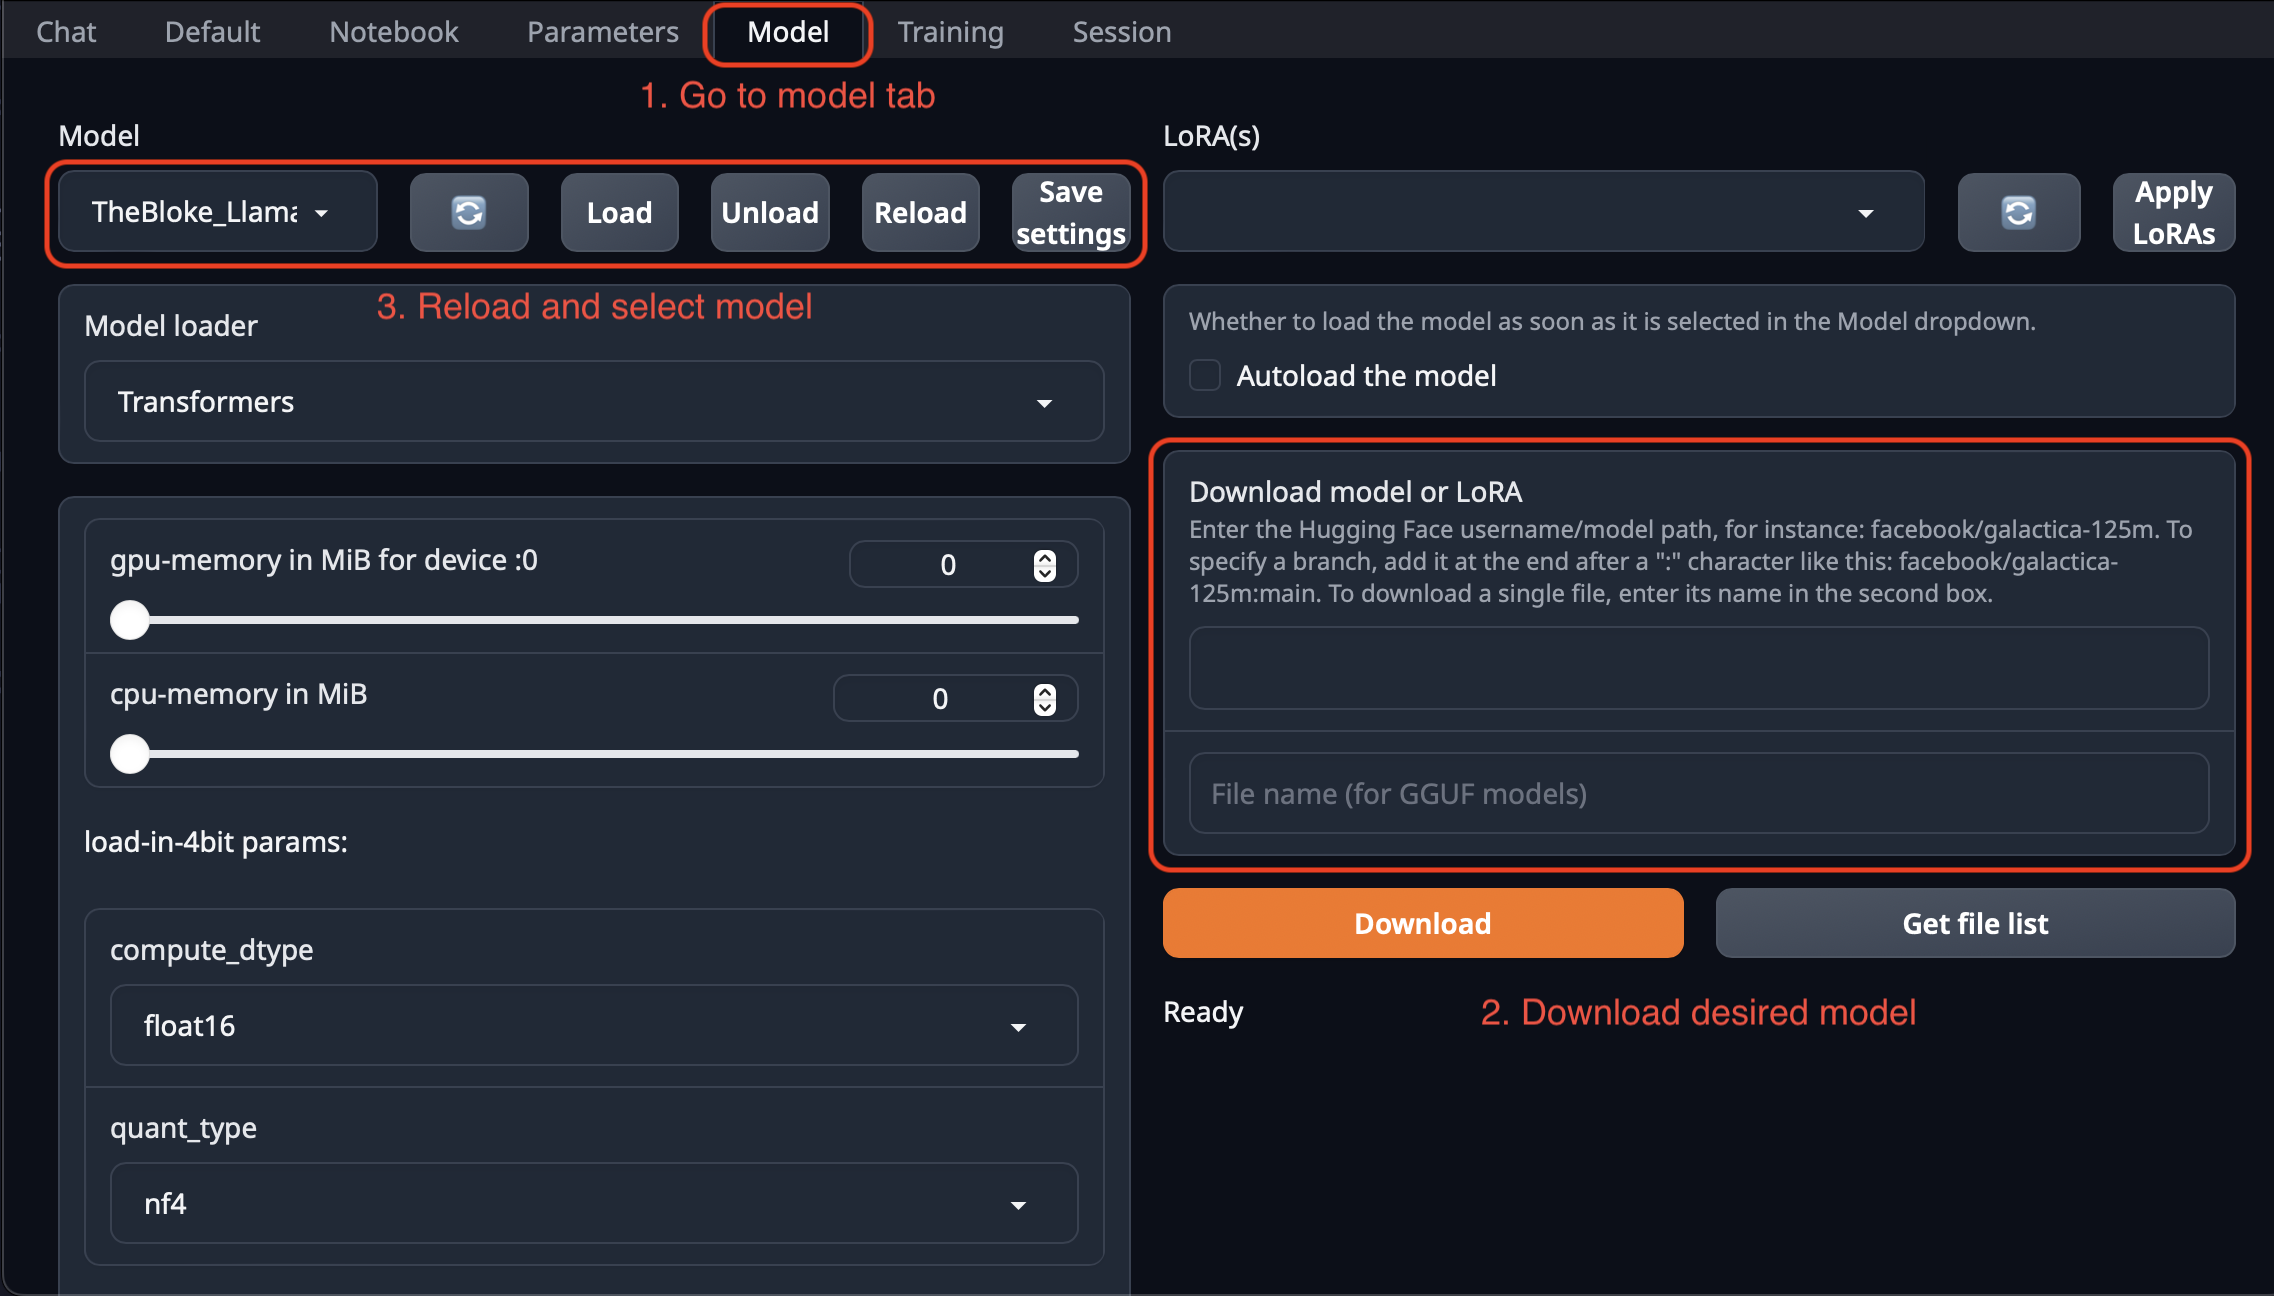 Chat Default Notebook Parameters Model Training Session
1. Go to model tab
Model
TheBloke_Llama
Load
Unload
Reload
Save
settings
3. Reload and select model
Model loader
Transformers
gpu-memory in MiB for device :0
0
cpu-memory in MiB
0
load-in-4bit params:
compute_dtype
float16
quant_type
nf4
LoRA(s)
Apply
LoRAs
Whether to load the model as soon as it is selected in the Model dropdown.
Autoload the model
Download model or LoRA
Enter the Hugging Face username/model path, for instance: facebook/galactica-125m. To
specify a branch, add it at the end after a ":" character like this: facebook/galactica-
125m:main. To download a single file, enter its name in the second box.
File name (for GGUF models)
Download
Get file list
Ready
2. Download desired model